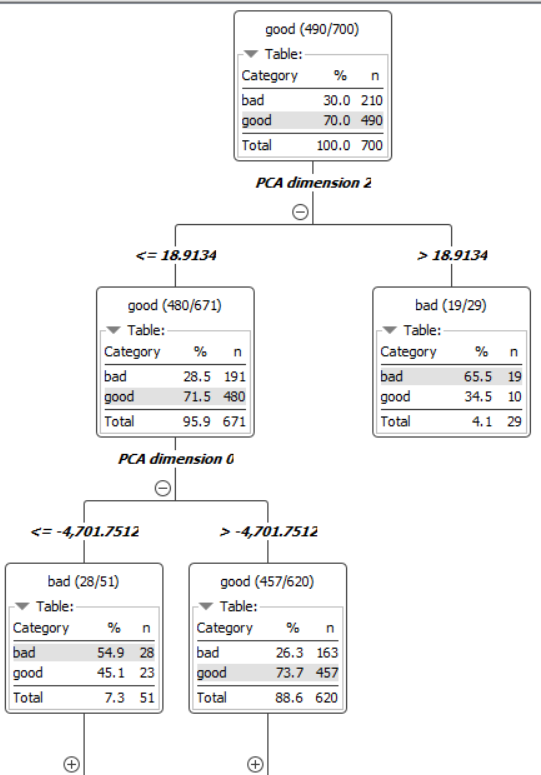 good (490/700)
Table:
Category % n
bad 30.0 210
good 70.0 490
Total 100.0 700
PCA dimension 2
<= 18.9134
> 18.9134
good (480/671)
Table:
Category % n
bad 28.5 191
good 71.5 480
Total 95.9 671
bad (19/29)
Table:
Category % n
bad 65.5 19
good 34.5 10
Total 4.1 29
PCA dimension 0
<= -4,701.7512
> -4,701.7512
bad (28/51)
Table:
Category % n
bad 54.9 28
good 45.1 23
Total 7.3 51
good (457/620)
Table:
Category % n
bad 26.3 163
good 73.7 457
Total 88.6 620